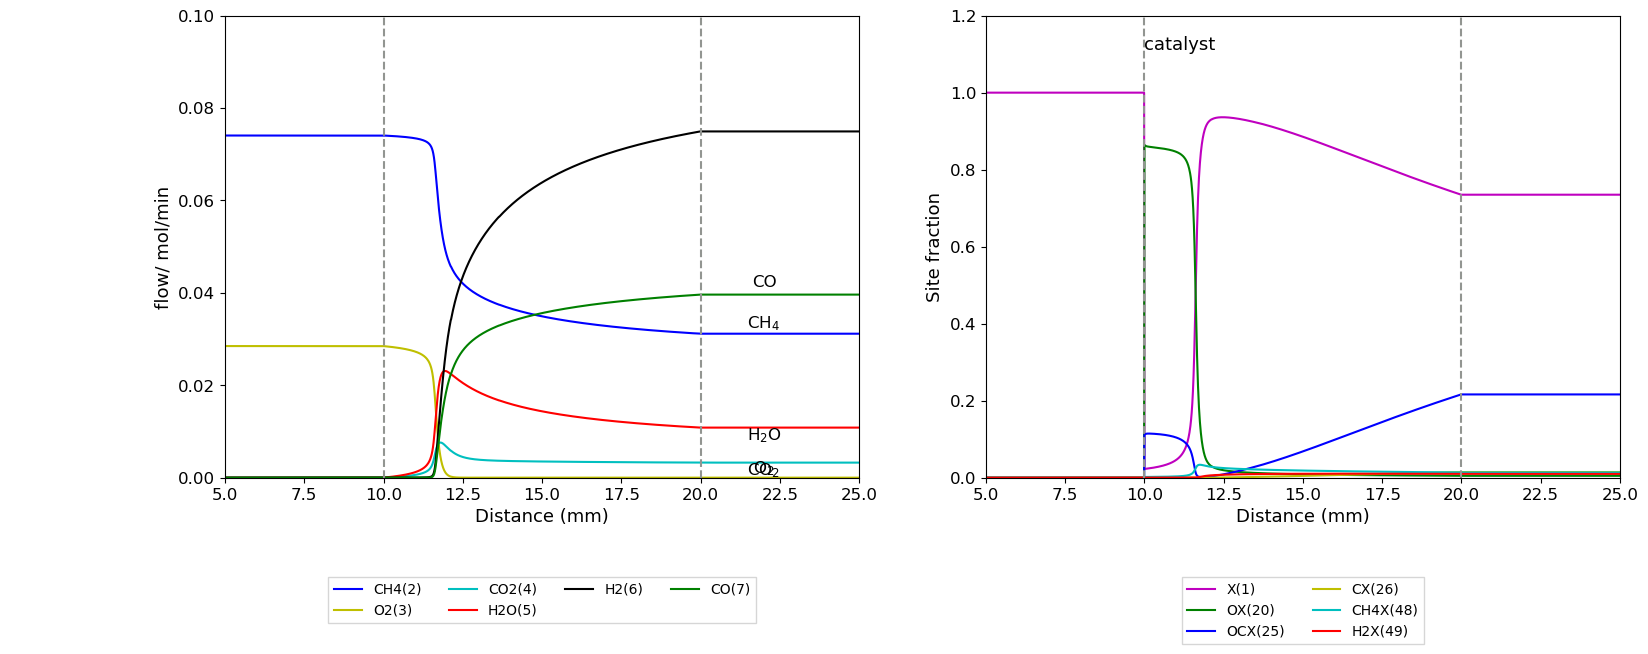 0.10
0.08
0.06
0.04
0.02
0.00
flow/ mol/min
CO
CH4
H2O
O2
CO2
5.0 7.5 10.0 12.5 15.0 17.5 20.0 22.5 25.0
Distance (mm)
CH4(2) CO2(4) H2(6) CO(7)
O2(3) H2O(5)
1.2
1.0
0.8
0.6
0.4
0.2
0.0
Site fraction
catalyst
5.0 7.5 10.0 12.5 15.0 17.5 20.0 22.5 25.0
Distance (mm)
X(1) CX(26)
OX(20) CH4X(48)
OCX(25) H2X(49)